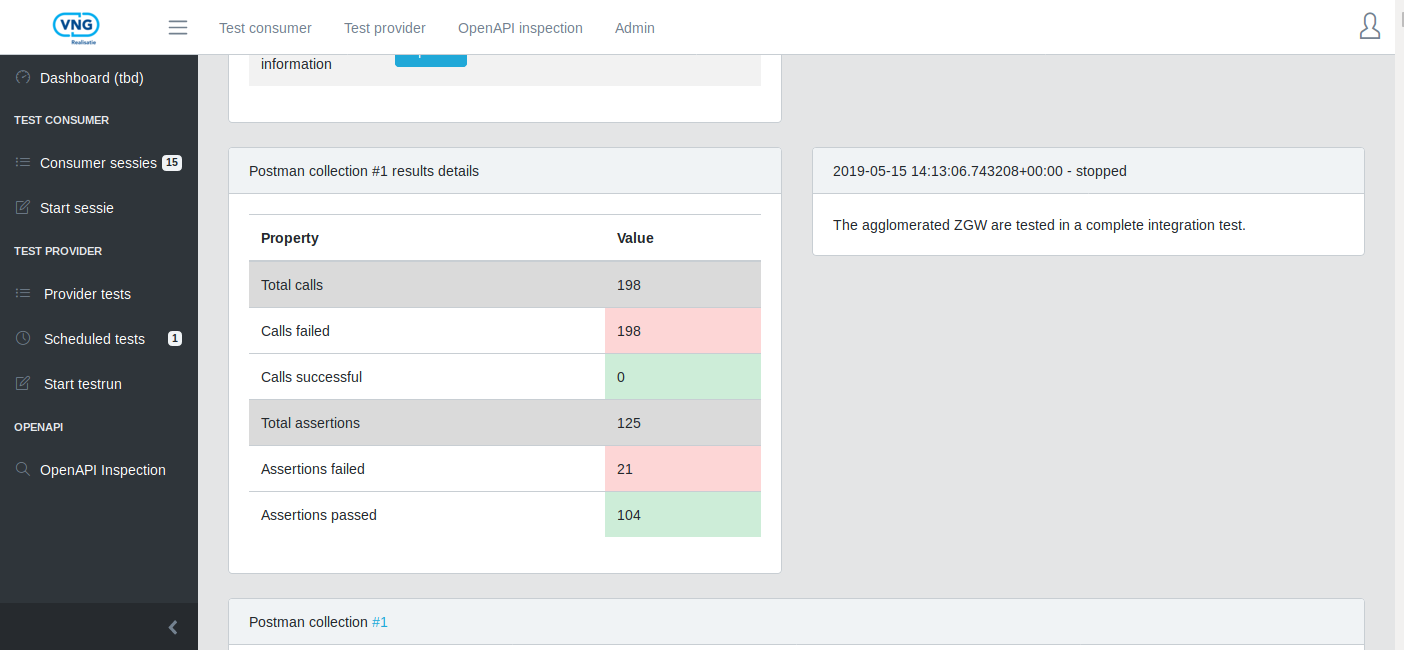 VNG
Realisatie
Test consumer
Test provider
OpenAPI inspection
Admin
Dashboard (tbd)
TEST CONSUMER
Consumer sessies 15
Start sessie
TEST PROVIDER
Provider tests
Scheduled tests 1
Start testrun
OPENAPI
OpenAPI Inspection
information
Postman collection #1 results details
Property Value
Total calls 198
Calls failed 198
Calls successful 0
Total assertions 125
Assertions failed 21
Assertions passed 104
2019-05-15 14:13:06.743208+00:00 - stopped
The agglomerated ZGW are tested in a complete integration test.
Postman collection #1